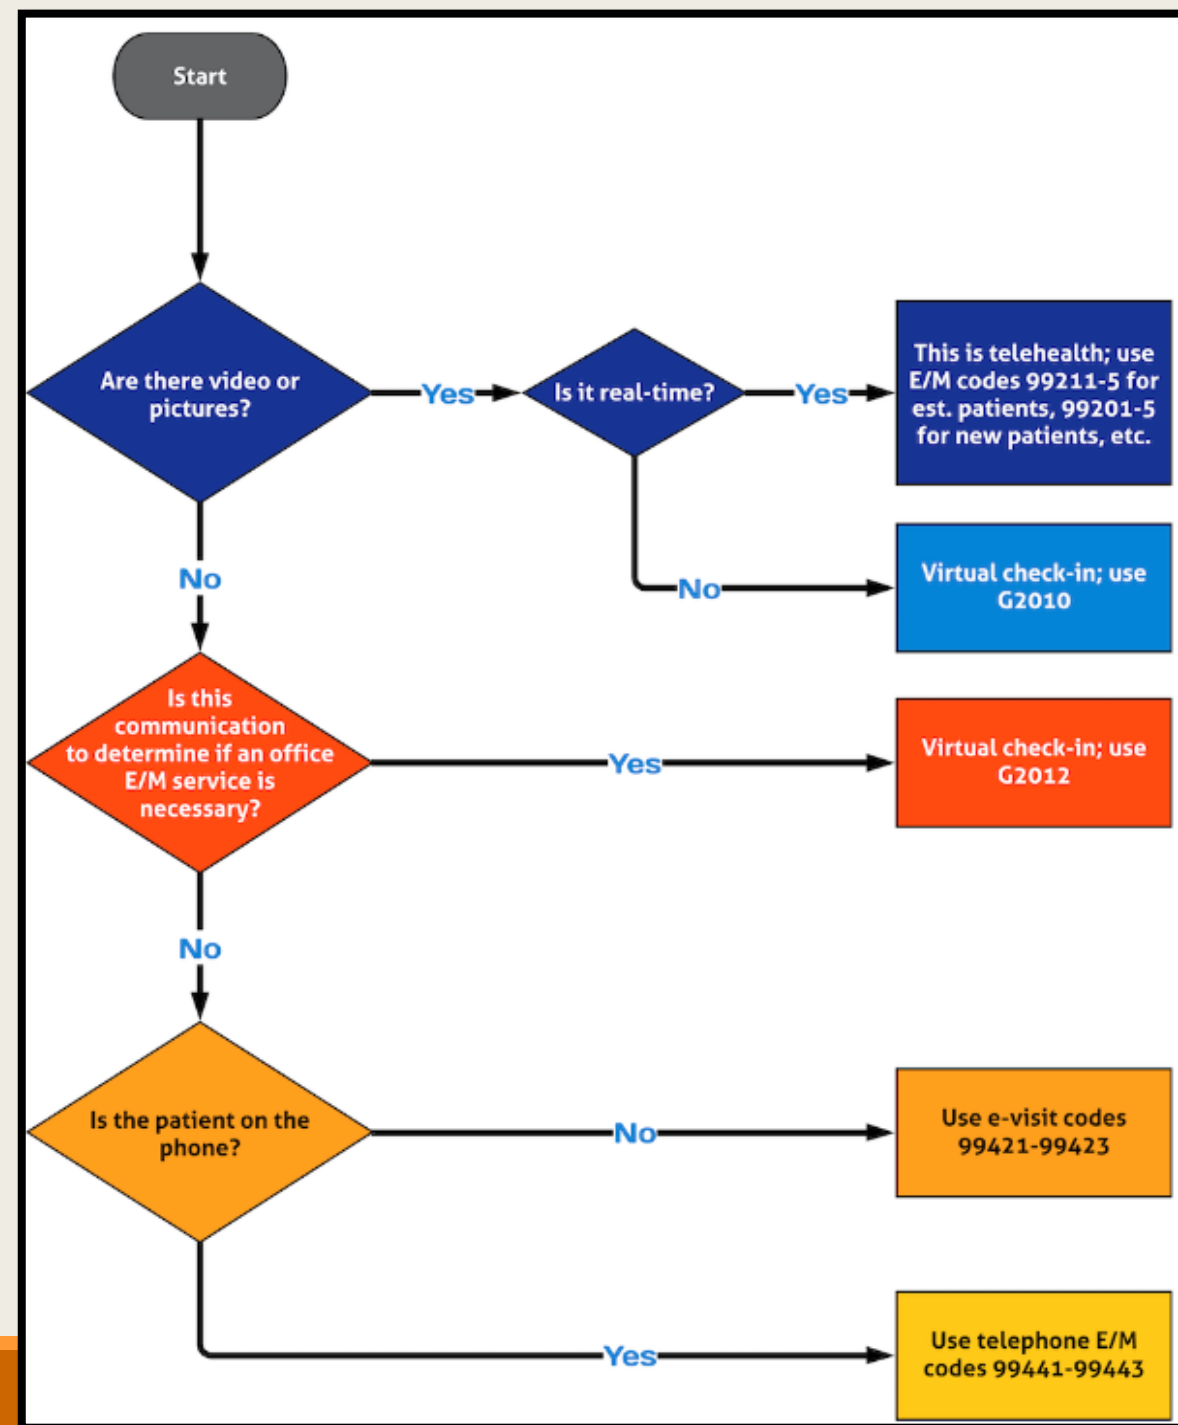 Start
Are there video or
pictures?
Yes
Is it real-time?
Yes
This is telehealth; use
E/M codes 99211-5 for
est. patients, 99201-5
for new patients, etc.
No
No
Virtual check-in; use
G2010
Is this
communication
to determine if an office
E/M service is
necessary?
Yes
Virtual check-in; use
G2012
No
Is the patient on the
phone?
No
Use e-visit codes
99421-99423
Yes
Use telephone E/M
codes 99441-99443